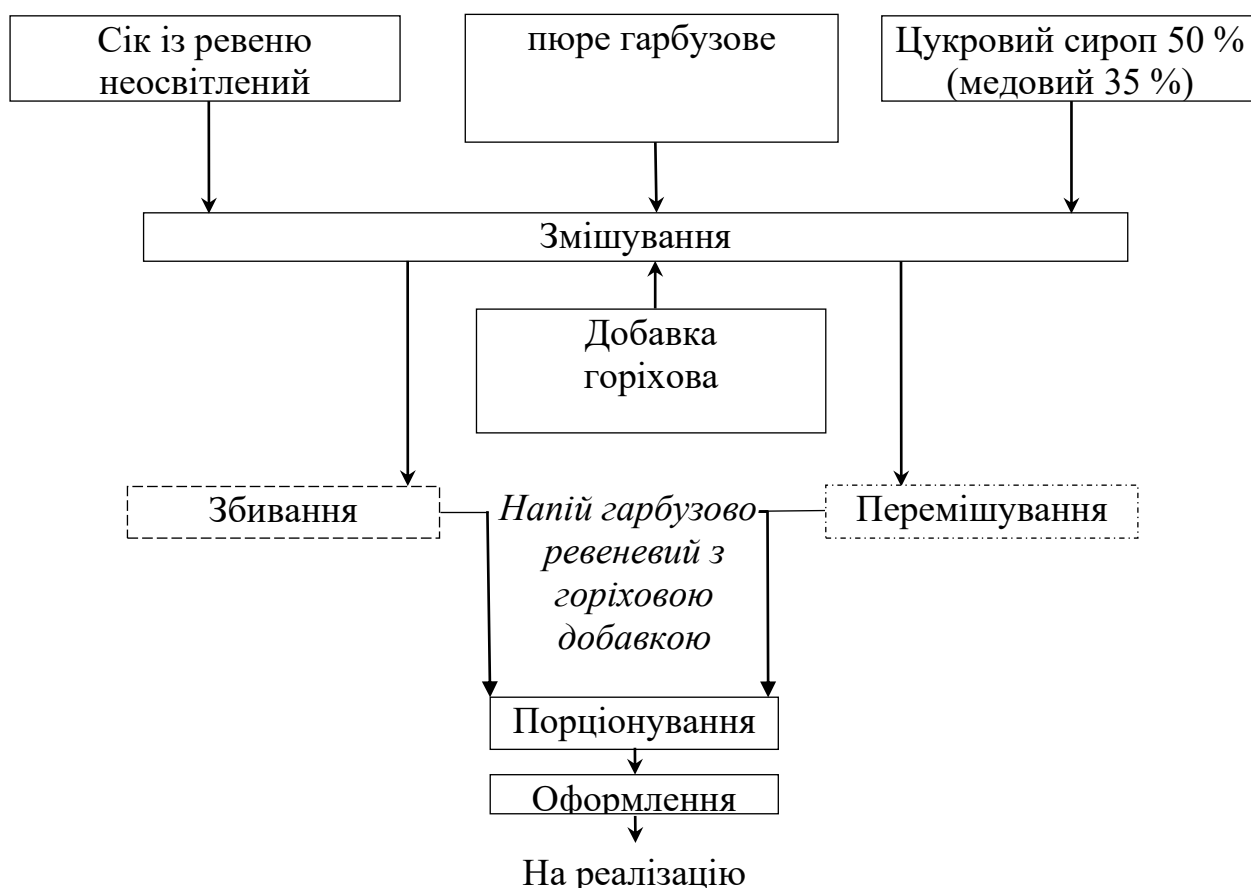 Сік із ревеню
неосвітлений
пюре гарбузове
Цукровий сироп 50 %
(медовий 35 %)
Змішування
Добавка
горіхова
Збивання
Напій гарбузово
ревеневий з
горіховою
добавкою
Перемішування
Порціонування
Оформлення
На реалізацію